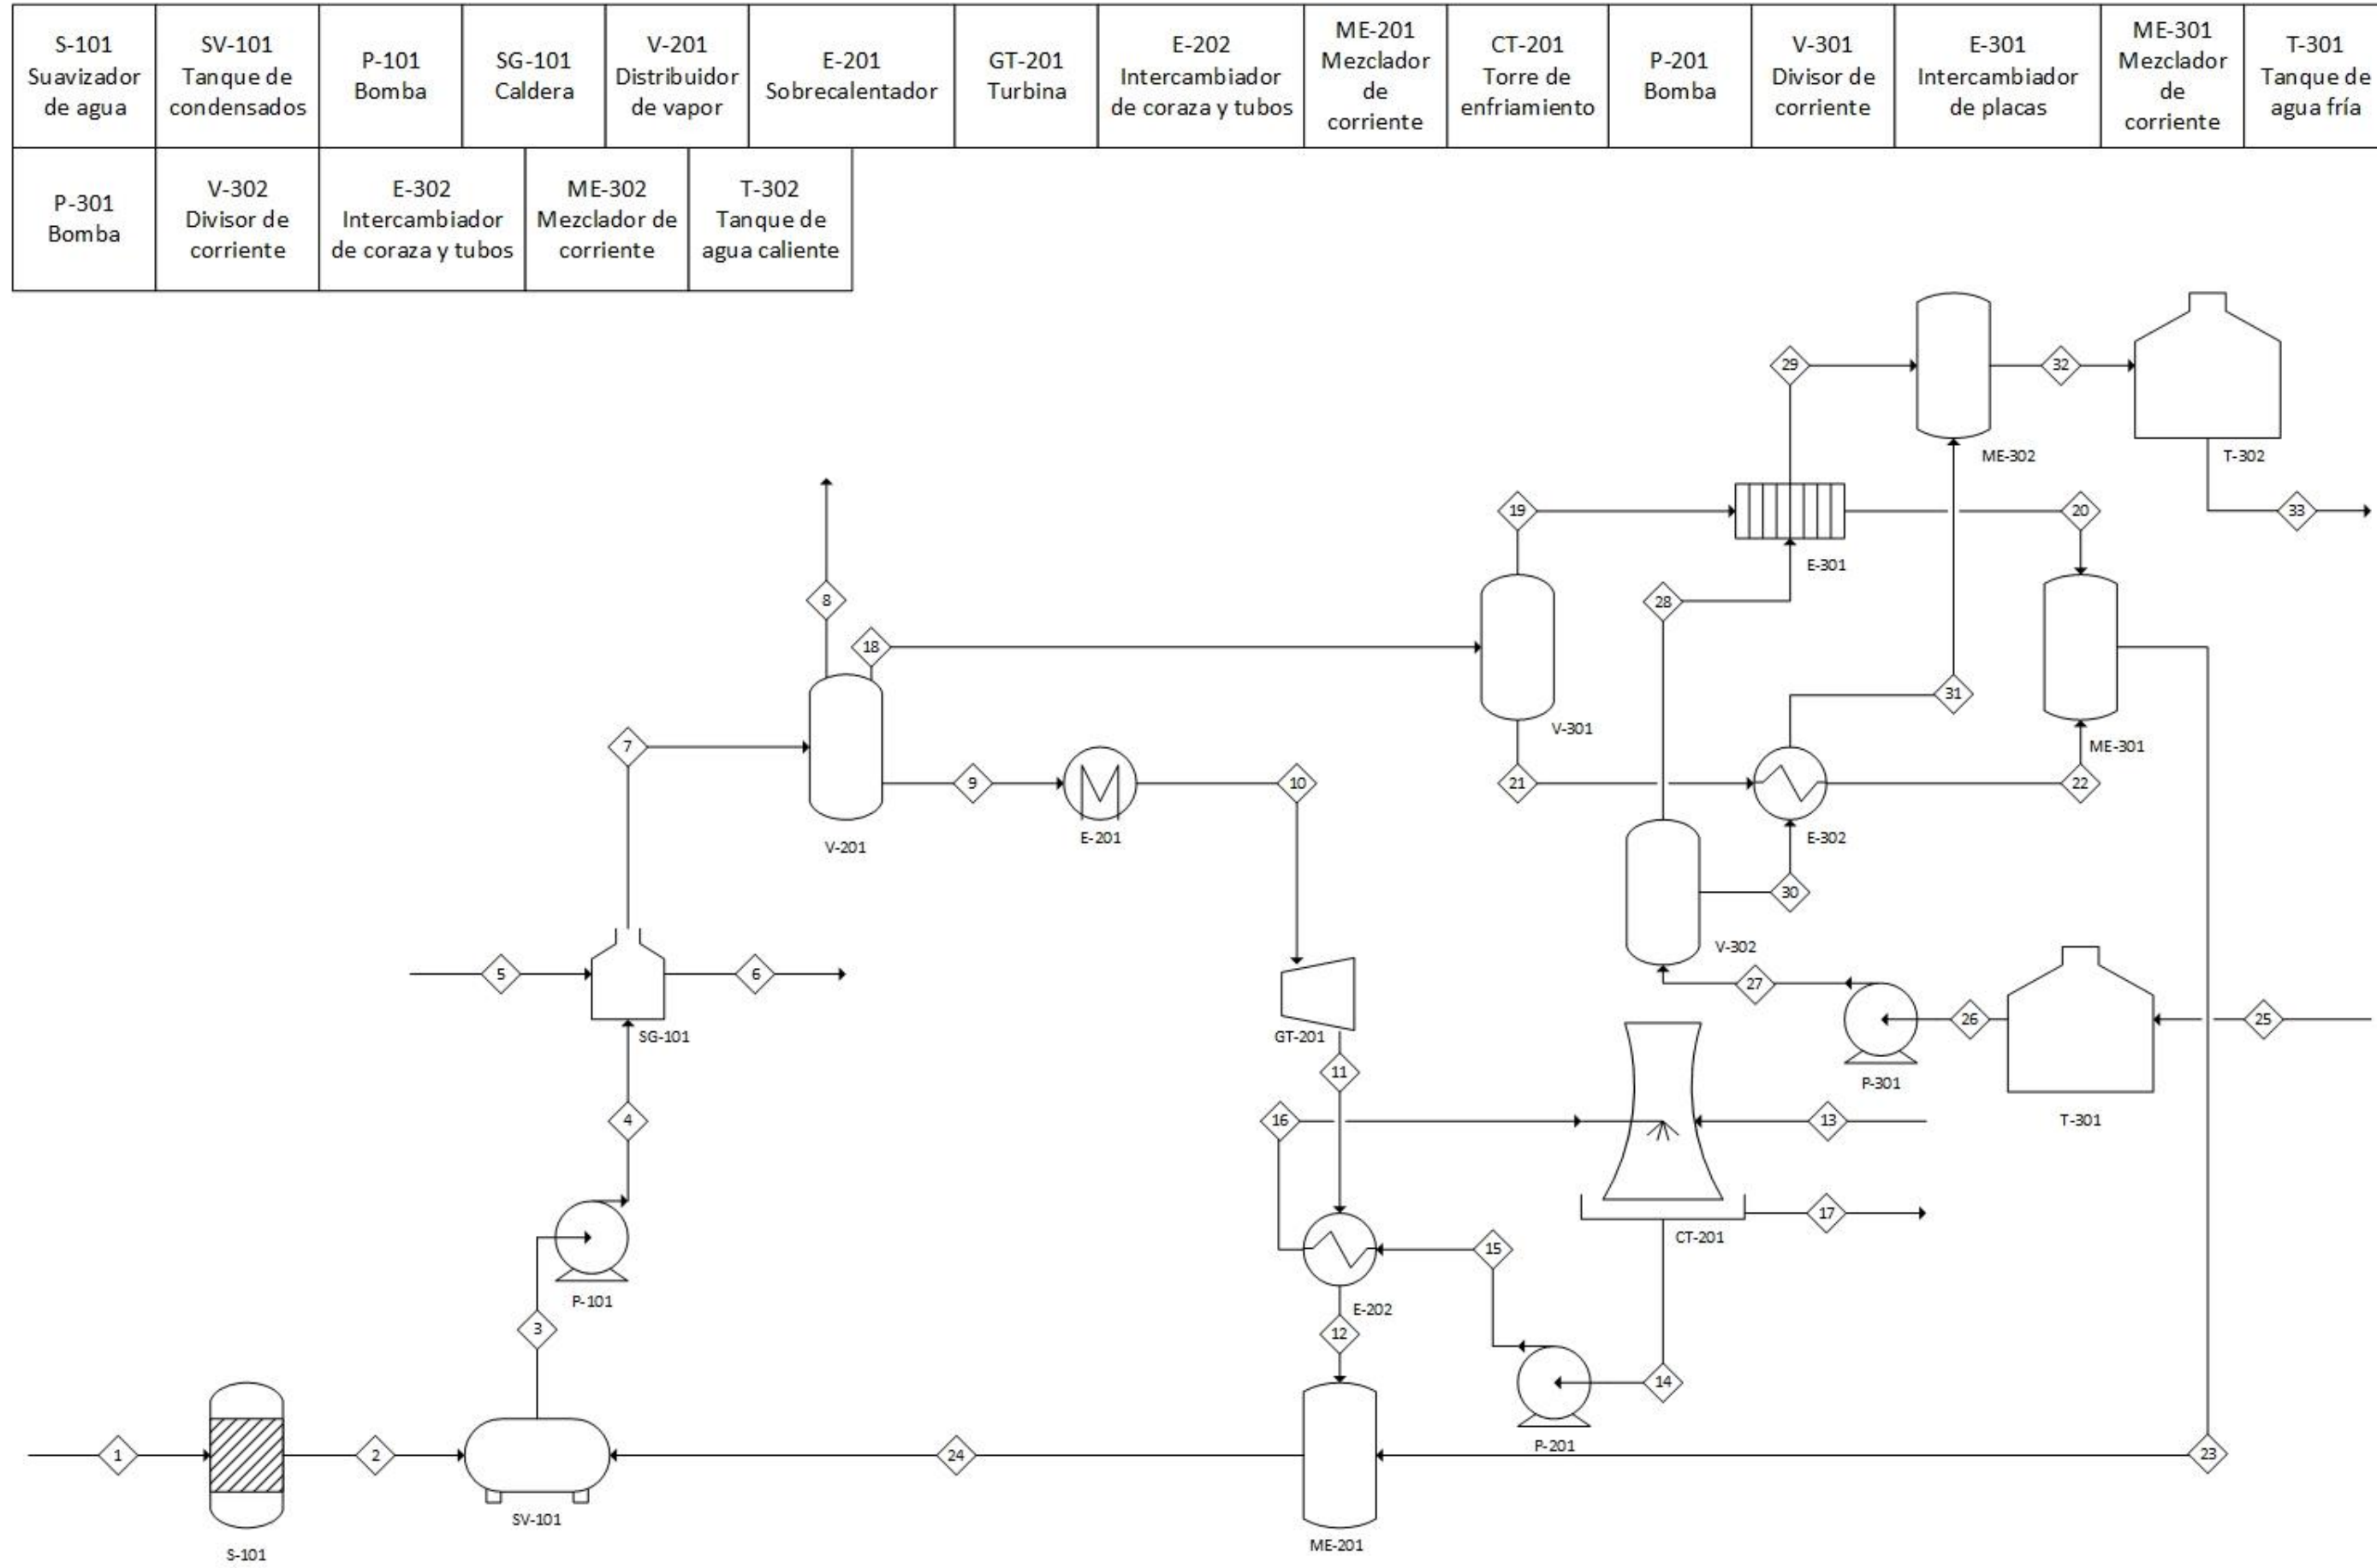 S-101
Suavizador
de agua
SV-101
Tanque de
condensados
P-101
Bomba
SG-101
Caldera
V-201
Distribuidor
de vapor
E-201
Sobrecalentador
GT-201
Turbina
E-202
Intercambiador
de coraza y tubos
ME-201
Mezclador
de
corriente
CT-201
Torre de
enfriamiento
P-201
Bomba
V-301
Divisor de
corriente
E-301
Intercambiador
de placas
ME-301
Mezclador
de
corriente
T-301
Tanque de
agua fría
P-301
Bomba
V-302
Divisor de
corriente
E-302
Intercambiador
de coraza y tubos
ME-302
Mezclador de
corriente
T-302
Tanque de
agua caliente
29
32
ME-302
T-302
19
20
33
E-301
8
28
18
31
V-301
ME-301
7
9
10
21
22
V-201
E-201
E-302
30
V-302
5
6
27
26
25
SG-101
GT-201
11
P-301
4
16
13
T-301
17
CT-201
15
P-101
E-202
3
12
14
P-201
1
2
24
23
SV-101
S-101
ME-201